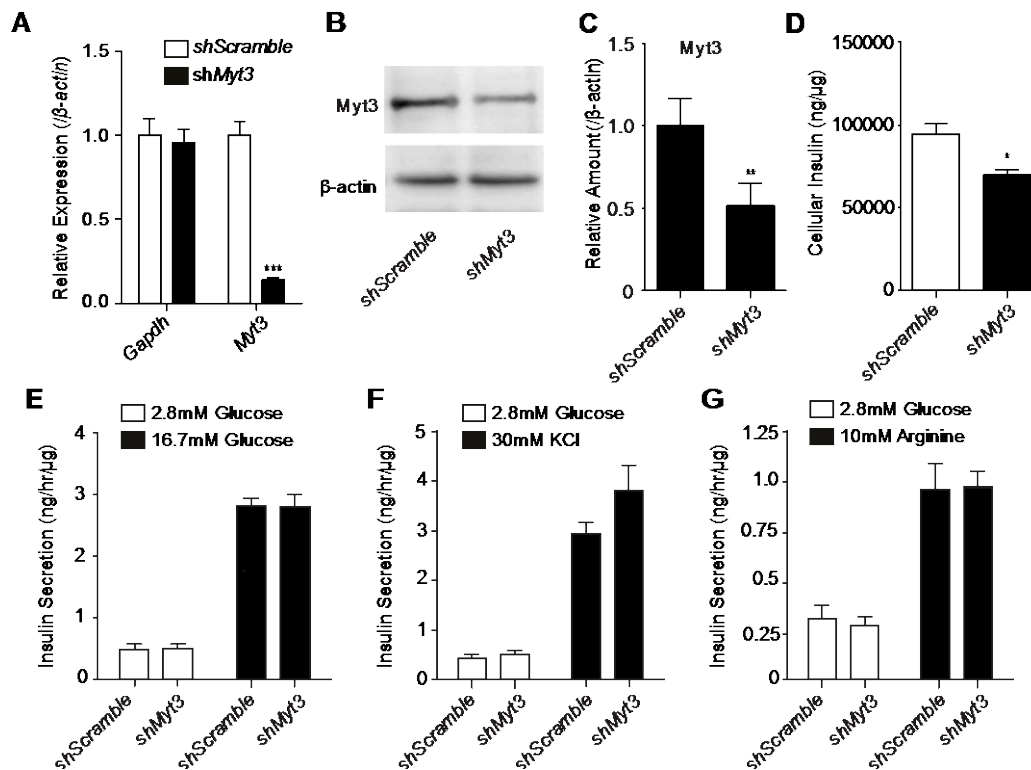 A
shScramble
shMyt3
Relative Expression (/β-actin)
1.5
1.0
0.5
0.0
***
Gapdh
Myt3
B
Myt3
β-actin
shScramble
shMyt3
C
Myt3
Relative Amount(/β-actin)
1.5
1.0
0.5
0
**
shScramble
shMyt3
D
Cellular Insulin (ng/µg)
150000
100000
50000
0
*
shScramble
shMyt3
E
2.8mM Glucose
16.7mM Glucose
Insulin Secretion (ng/hr/µg)
4
3
2
1
0
shScramble
shMyt3
shScramble
shMyt3
F
2.8mM Glucose
30mM KCl
Insulin Secretion (ng/hr/µg)
5
4
3
2
1
0
shScramble
shMyt3
shScramble
shMyt3
G
2.8mM Glucose
10mM Arginine
Insulin Secretion (ng/hr/µg)
1.25
1.0
0.75
0.5
0.25
0
shScramble
shMyt3
shScramble
shMyt3